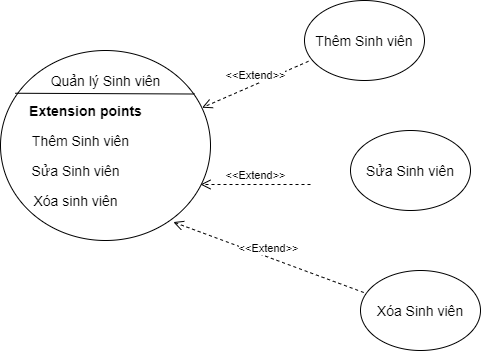 Quản lý Sinh viên
Extension points
Thêm Sinh viên
Sửa Sinh viên
Xóa sinh viên
<<Extend>>
Thêm Sinh viên
<<Extend>>
Sửa Sinh viên
<<Extend>>
Xóa Sinh viên